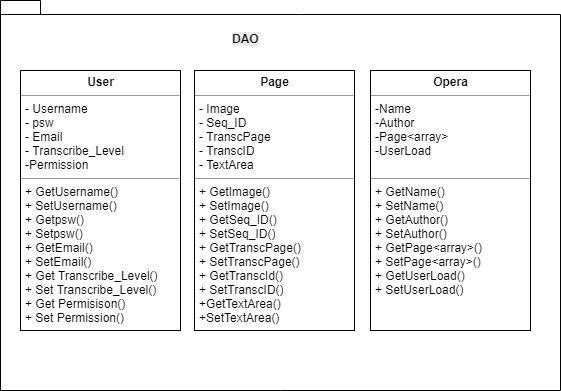 DAO
User
- Username
- psw
- Email
- Transcribe_Level
-Permission
+ GetUsername()
+ SetUsername()
+ Getpsw()
+ Setpsw()
+ GetEmail()
+ SetEmail()
+ Get Transcribe_Level()
+ Set Transcribe_Level()
+ Get Permisison()
+ Set Permission()
Page
- Image
- Seq_ID
- TranscPage
- TranscID
- TextArea
+ GetImage()
+ SetImage()
+ GetSeq_ID()
+ SetSeq_ID()
+ GetTranscPage()
+ SetTranscPage()
+ GetTranscId()
+ SetTranscID()
+GetTextArea()
+SetTextArea()
Opera
-Name
-Author
-Page<array>
-UserLoad
+ GetName()
+ SetName()
+ GetAuthor()
+ SetAuthor()
+ GetPage<array>()
+ SetPage<array>()
+ GetUserLoad()
+ SetUserLoad()